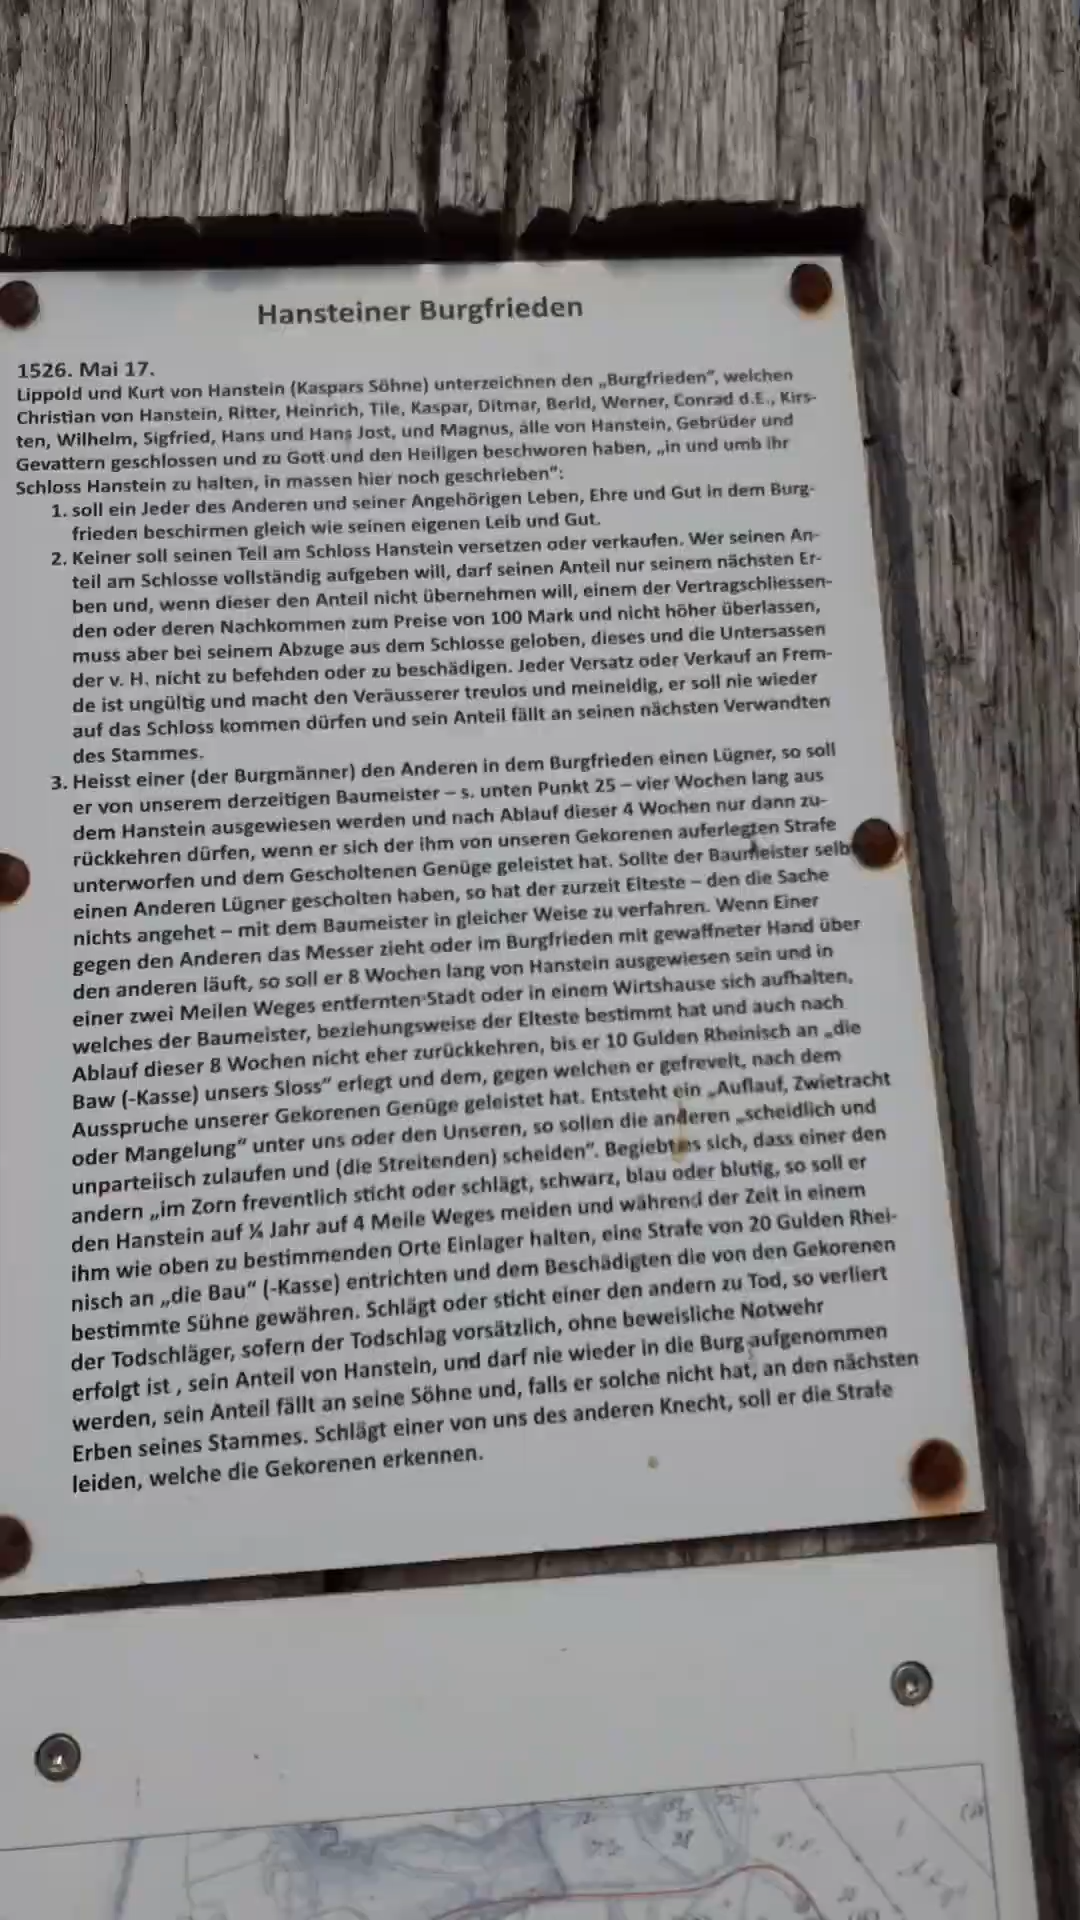 Hansteiner Burgfrieden
1526. Mai 17.
Lippold und Kurt von Hanstein (Kaspars Söhne) unterzeichnen den „Burgfrieden“, welchen
Christian von Hanstein, Ritter, Heinrich, Tile, Kaspar, Ditmar, Berld, Werner, Conrad d.E., Kirs-
ten, Wilhelm, Sigfried, Hans und Hans Jost, und Magnus, alle von Hanstein, Gebrüder und
Gevattern geschlossen und zu Gott und den Heiligen beschworen haben, „in und umb ihr
Schloss Hanstein zu halten, in massen hier noch geschrieben“:
1. soll ein Jeder des Anderen und seiner Angehörigen Leben, Ehre und Gut in dem Burg-
frieden beschirmen gleich wie seinen eigenen Leib und Gut.
2. Keiner soll seinen Teil am Schloss Hanstein versetzen oder verkaufen. Wer seinen An-
teil am Schlosse vollständig aufgeben will, darf seinen Anteil nur seinem nächsten Er-
ben und, wenn dieser den Anteil nicht übernehmen will, einem der Vertragschliessen-
den oder deren Nachkommen zum Preise von 100 Mark und nicht höher überlassen,
muss aber bei seinem Abzuge aus dem Schlosse geloben, dieses und die Untersassen
der v. H. nicht zu befehden oder zu beschädigen. Jeder Versatz oder Verkauf an Frem-
de ist ungültig und macht den Veräusserer treulos und meineidig, er soll nie wieder
auf das Schloss kommen dürfen und sein Anteil fällt an seinen nächsten Verwandten
des Stammes.
3. Heisst einer (der Burgmänner) den Anderen in dem Burgfrieden einen Lügner, so soll
er von unserem derzeitigen Baumeister – s. unten Punkt 25 – vier Wochen lang aus
dem Hanstein ausgewiesen werden und nach Ablauf dieser 4 Wochen nur dann zu-
rückkehren dürfen, wenn er sich der ihm von unseren Gekorenen auferlegten Strafe
unterworfen und dem Gescholtenen Genüge geleistet hat. Sollte der Baumeister selb
einen Anderen Lügner gescholten haben, so hat der zurzeit Elteste – den die Sache
nichts angehet – mit dem Baumeister in gleicher Weise zu verfahren. Wenn Einer
gegen den Anderen das Messer zieht oder im Burgfrieden mit gewaffneter Hand über
den anderen läuft, so soll er 8 Wochen lang von Hanstein ausgewiesen sein und in
einer zwei Meilen Weges entfernten Stadt oder in einem Wirtshause sich aufhalten,
welches der Baumeister, beziehungsweise der Elteste bestimmt hat und auch nach
Ablauf dieser 8 Wochen nicht eher zurückkehren, bis er 10 Gulden Rheinisch an „die
Baw (-Kasse) unsers Sloss“ erlegt und dem, gegen welchen er gefrevelt, nach dem
Ausspruche unserer Gekorenen Genüge geleistet hat. Entsteht ein „Auflauf, Zwietracht
oder Mangelung“ unter uns oder den Unseren, so sollen die anderen „scheidlich und
unparteiisch zulaufen und (die Streitenden) scheiden“. Begiebt es sich, dass einer den
andern „im Zorn freventlich sticht oder schlägt, schwarz, blau oder blutig, so soll er
den Hanstein auf ¼ Jahr auf 4 Meile Weges meiden und während der Zeit in einem
ihm wie oben zu bestimmenden Orte Einlager halten, eine Strafe von 20 Gulden Rhei-
nisch an „die Bau“ (-Kasse) entrichten und dem Beschädigten die von den Gekorenen
bestimmte Sühne gewähren. Schlägt oder sticht einer den andern zu Tod, so verliert
der Todschläger, sofern der Todschlag vorsätzlich, ohne beweisliche Notwehr
erfolgt ist , sein Anteil von Hanstein, und darf nie wieder in die Burg aufgenommen
werden, sein Anteil fällt an seine Söhne und, falls er solche nicht hat, an den nächsten
Erben seines Stammes. Schlägt einer von uns des anderen Knecht, soll er die Strafe
leiden, welche die Gekorenen erkennen.